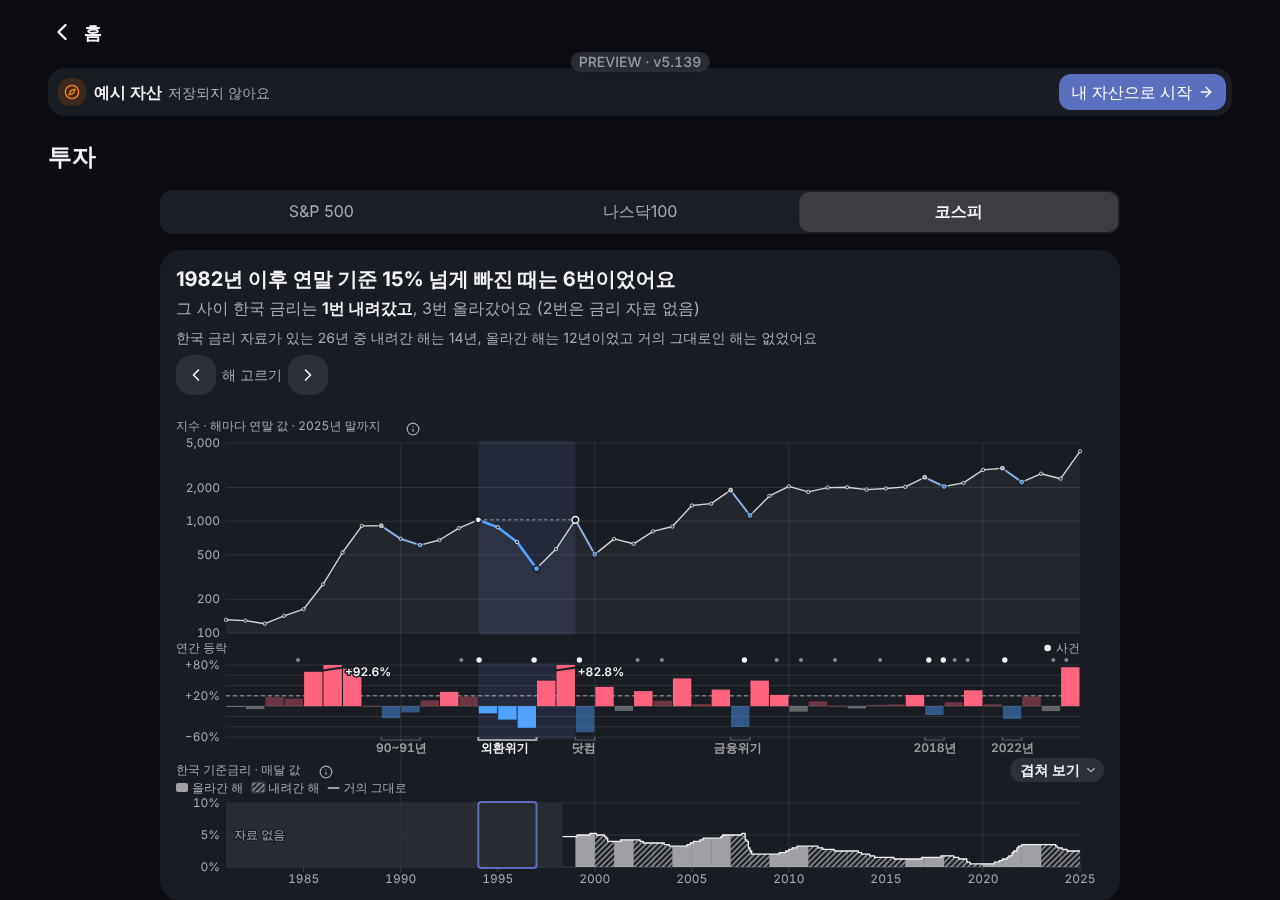 홈
PREVIEW · v5.139
예시 자산 저장되지 않아요
내 자산으로 시작 →
투자
S&P 500
나스닥100
코스피
1982년 이후 연말 기준 15% 넘게 빠진 때는 6번이었어요
그 사이 한국 금리는 1번 내려갔고, 3번 올라갔어요 (2번은 금리 자료 없음)
한국 금리 자료가 있는 26년 중 내려간 해는 14년, 올라간 해는 12년이었고 거의 그대로인 해는 없었어요
해 고르기
지수 · 해마다 연말 값 · 2025년 말까지
5,000
2,000
1,000
500
200
100
연간 등락
사건
+80%
+92.6%
+82.8%
+20%
−60%
90~91년
외환위기
닷컴
금융위기
2018년
2022년
한국 기준금리 · 매달 값
겹쳐 보기
올라간 해 내려간 해 거의 그대로
10%
자료 없음
5%
0%
1985 1990 1995 2000 2005 2010 2015 2020 2025